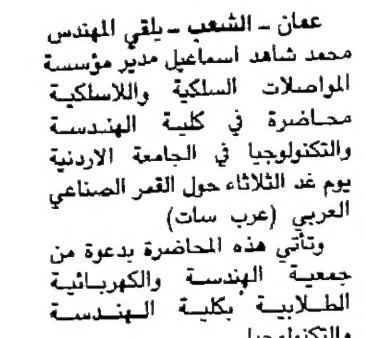 عمان ـ الشعب ـ يلقي المهندس
محمد شاهد اسماعيل مدير مؤسسة
المواصلات السلكية واللاسلكية
محاضرة في كلية الهندسة
والتكنولوجيا في الجامعة الاردنية
يوم غد الثلاثاء حول القمر الصناعي
العربي (عرب سات)
وتأتي هذه المحاضرة بدعوة من
جمعية الهندسة والكهربائية
الطلابية بكلية الهندسة
والتكنولوجيا